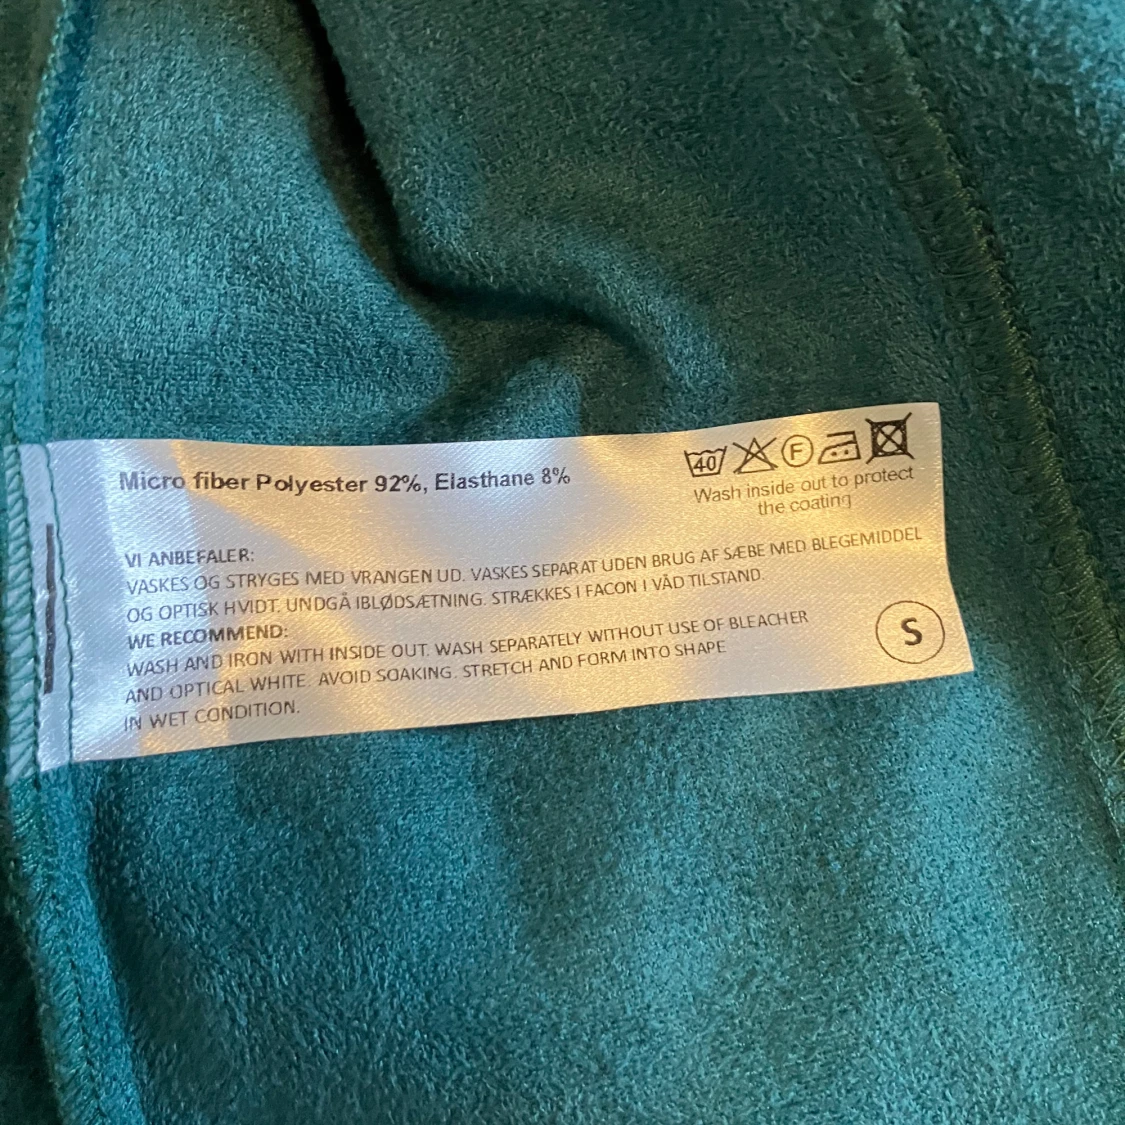 Micro fiber Polyester 92%, Elasthane 8%
40 F
Wash inside out to protect
the coating
VI ANBEFALER:
VASKES OG STRYGES MED VRANGEN UD. VASKES SEPARAT UDEN BRUG AF SÆBE MED BLEGEMIDDEL
OG OPTISK HVIDT. UNDGÅ IBLØDSÆTNING. STRÆKKES I FACON I VÅD TILSTAND.
WE RECOMMEND:
WASH AND IRON WITH INSIDE OUT. WASH SEPARATELY WITHOUT USE OF BLEACHER
AND OPTICAL WHITE. AVOID SOAKING. STRETCH AND FORM INTO SHAPE
IN WET CONDITION.
S